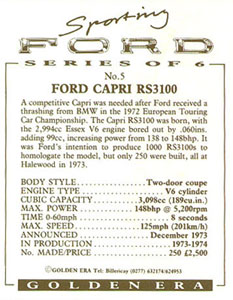 Sporting
FORD
SERIES OF 6
No.5
FORD CAPRI RS3100
A competitive Capri was needed after Ford received a
thrashing from BMW in the 1972 European Touring
Car Championship. The Capri RS3100 was born, with
the 2,994cc Essex V6 engine bored out by .060ins.
adding 99cc, increasing power from 138 to 148bhp. It
was Ford's intention to produce 1000 RS3100s to
homologate the model, but only 250 were built, all at
Halewood in 1973.
BODY STYLE Two-door coupe
ENGINE TYPE V6 cylinder
CUBIC CAPACITY 3,098cc (189cu.in.)
MAX. POWER 148bhp @ 5,200rpm
TIME 0-60mph 8 seconds
MAX. SPEED 125mph (201km/h)
ANNOUNCED December 1973
IN PRODUCTION 1973-1974
NO. MADE/PRICE 250 £2,500
©GOLDEN ERA Tel: Billericay (0277) 632174/624953
GOLDEN ERA